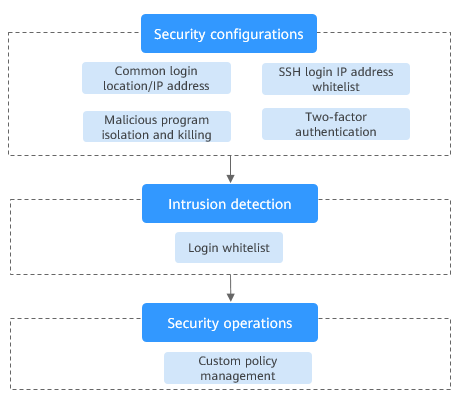 Security configurations
Common login
location/IP address
SSH login IP address
whitelist
Malicious program
isolation and killing
Two-factor
authentication
Intrusion detection
Login whitelist
Security operations
Custom policy
management